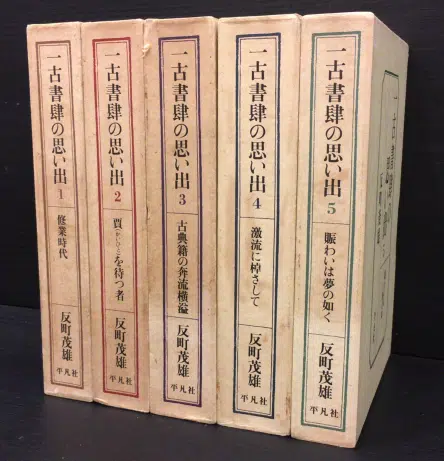 一古書肆の思い出
1
修業時代
反町茂雄
平凡社
一古書肆の思い出
2
賈を待つ者
反町茂雄
平凡社
一古書肆の思い出
3
古典籍の奔流横溢
反町茂雄
平凡社
一古書肆の思い出
4
激流に棹さして
反町茂雄
平凡社
一古書肆の思い出
5
賑わいは夢の如く
反町茂雄
平凡社